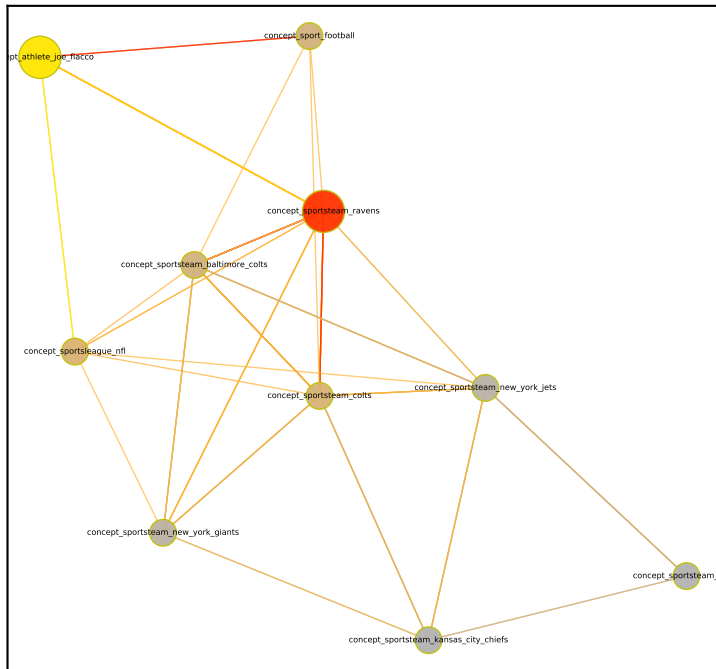 concept_sport_football
pt_athlete_joe_flacco
concept_sportsteam_ravens
concept_sportsteam_baltimore_colts
concept_sportsleague_nfl
concept_sportsteam_new_york_jets
concept_sportsteam_colts
concept_sportsteam_new_york_giants
concept_sportsteam_
concept_sportsteam_kansas_city_chiefs